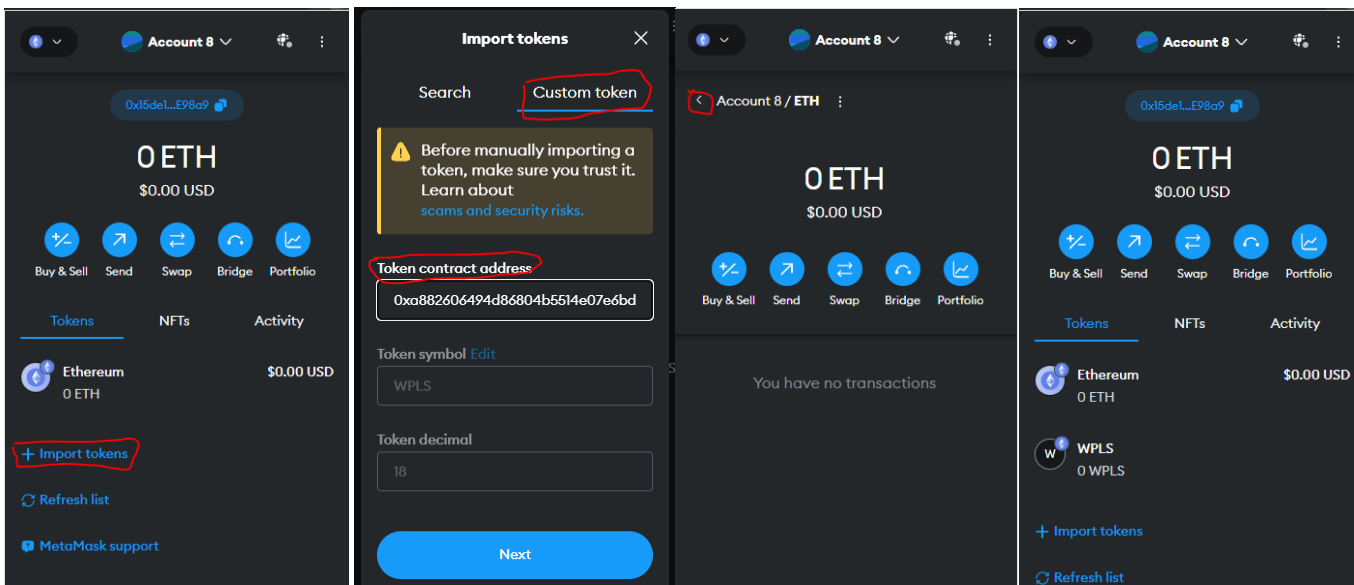 Account 8
0x15de1...E98a9
0 ETH
$0.00 USD
Buy & Sell Send Swap Bridge Portfolio
Tokens NFTs Activity
Ethereum $0.00 USD
0 ETH
+ Import tokens
Refresh list
MetaMask support
Import tokens
Search Custom token
Before manually importing a
token, make sure you trust it.
Learn about
scams and security risks.
Token contract address
0xa882606494d86804b5514e07e6bd
Token symbol Edit
WPLS
Token decimal
18
Next
Account 8
Account 8 / ETH
0 ETH
$0.00 USD
Buy & Sell Send Swap Bridge Portfolio
You have no transactions
Account 8
0x15de1...E98a9
0 ETH
$0.00 USD
Buy & Sell Send Swap Bridge Portfolio
Tokens NFTs Activity
Ethereum $0.00 USD
0 ETH
W WPLS
0 WPLS
+ Import tokens
Refresh list